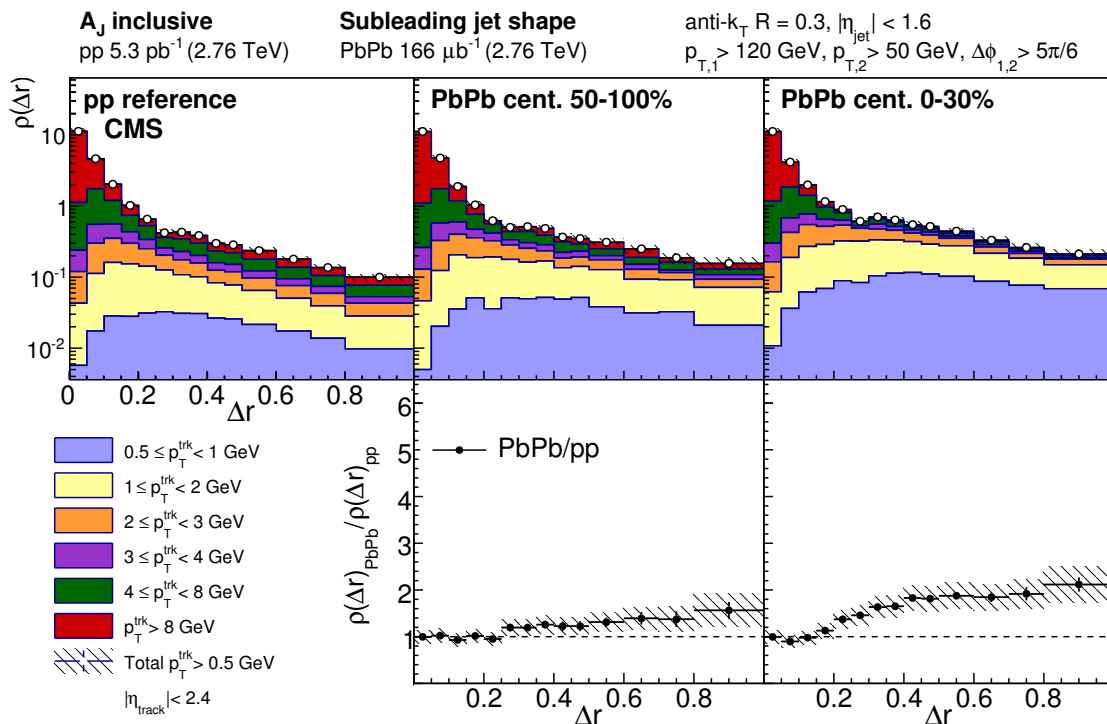 A_J inclusive
pp 5.3 pb⁻¹ (2.76 TeV)
Subleading jet shape
PbPb 166 μb⁻¹ (2.76 TeV)
anti-k_T R = 0.3, |η_jet| < 1.6
p_T,1 > 120 GeV, p_T,2 > 50 GeV, Δϕ_1,2 > 5π/6
pp reference
CMS
PbPb cent. 50-100%
PbPb cent. 0-30%
ρ(Δr)
10
1
10⁻¹
10⁻²
0 0.2 0.4 0.6 0.8
Δr
0.5 ≤ p_T^trk < 1 GeV
1 ≤ p_T^trk < 2 GeV
2 ≤ p_T^trk < 3 GeV
3 ≤ p_T^trk < 4 GeV
4 ≤ p_T^trk < 8 GeV
p_T^trk > 8 GeV
Total p_T^trk > 0.5 GeV
|η_track| < 2.4
ρ(Δr)_PbPb/ρ(Δr)_pp
6
5
4
3
2
1
PbPb/pp
0.2 0.4 0.6 0.8
Δr
0.2 0.4 0.6 0.8
Δr